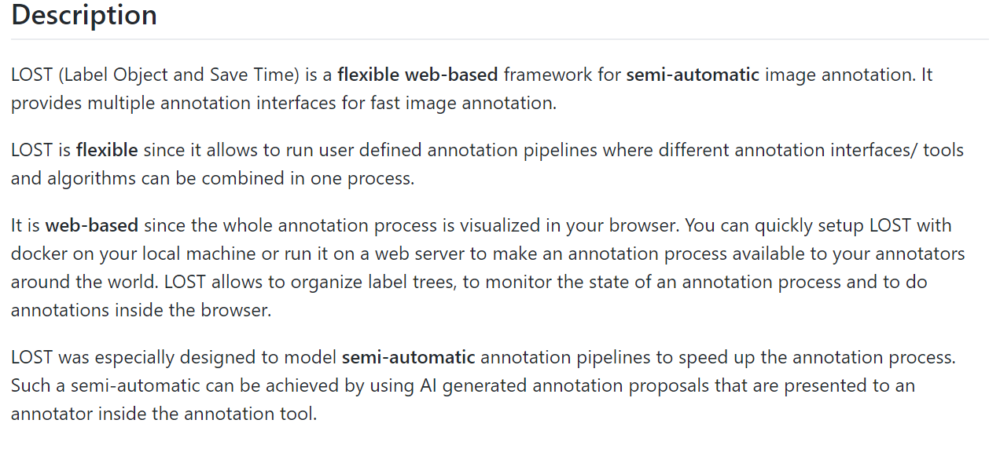 Description
LOST (Label Object and Save Time) is a flexible web-based framework for semi-automatic image annotation. It
provides multiple annotation interfaces for fast image annotation.
LOST is flexible since it allows to run user defined annotation pipelines where different annotation interfaces/ tools
and algorithms can be combined in one process.
It is web-based since the whole annotation process is visualized in your browser. You can quickly setup LOST with
docker on your local machine or run it on a web server to make an annotation process available to your annotators
around the world. LOST allows to organize label trees, to monitor the state of an annotation process and to do
annotations inside the browser.
LOST was especially designed to model semi-automatic annotation pipelines to speed up the annotation process.
Such a semi-automatic can be achieved by using AI generated annotation proposals that are presented to an
annotator inside the annotation tool.